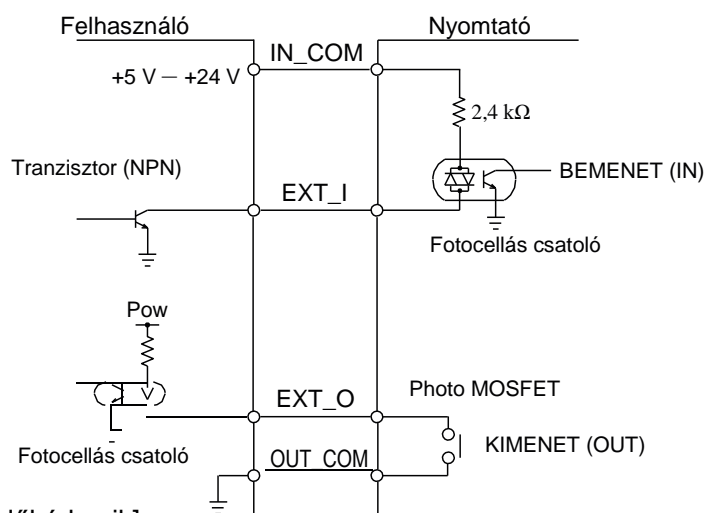 Felhasználó
Nyomtató
IN_COM
+5 V — +24 V
2,4 kΩ
Tranzisztor (NPN)
BEMENET (IN)
EXT_I
Fotocellás csatoló
Pow
Photo MOSFET
EXT_O
KIMENET (OUT)
Fotocellás csatoló
OUT_COM